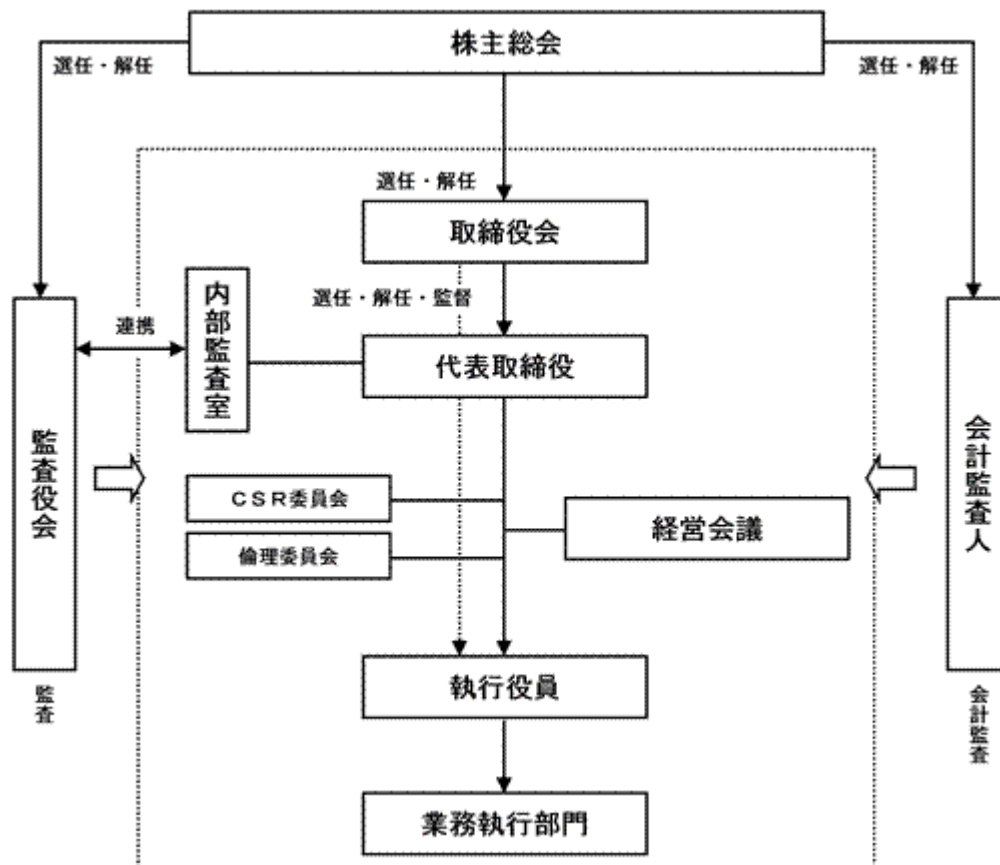 株主総会
選任・解任
選任・解任
選任・解任
取締役会
選任・解任・監督
内部監査室
連携
代表取締役
監査役会
会計監査人
CSR委員会
経営会議
倫理委員会
執行役員
監査
会計監査
業務執行部門